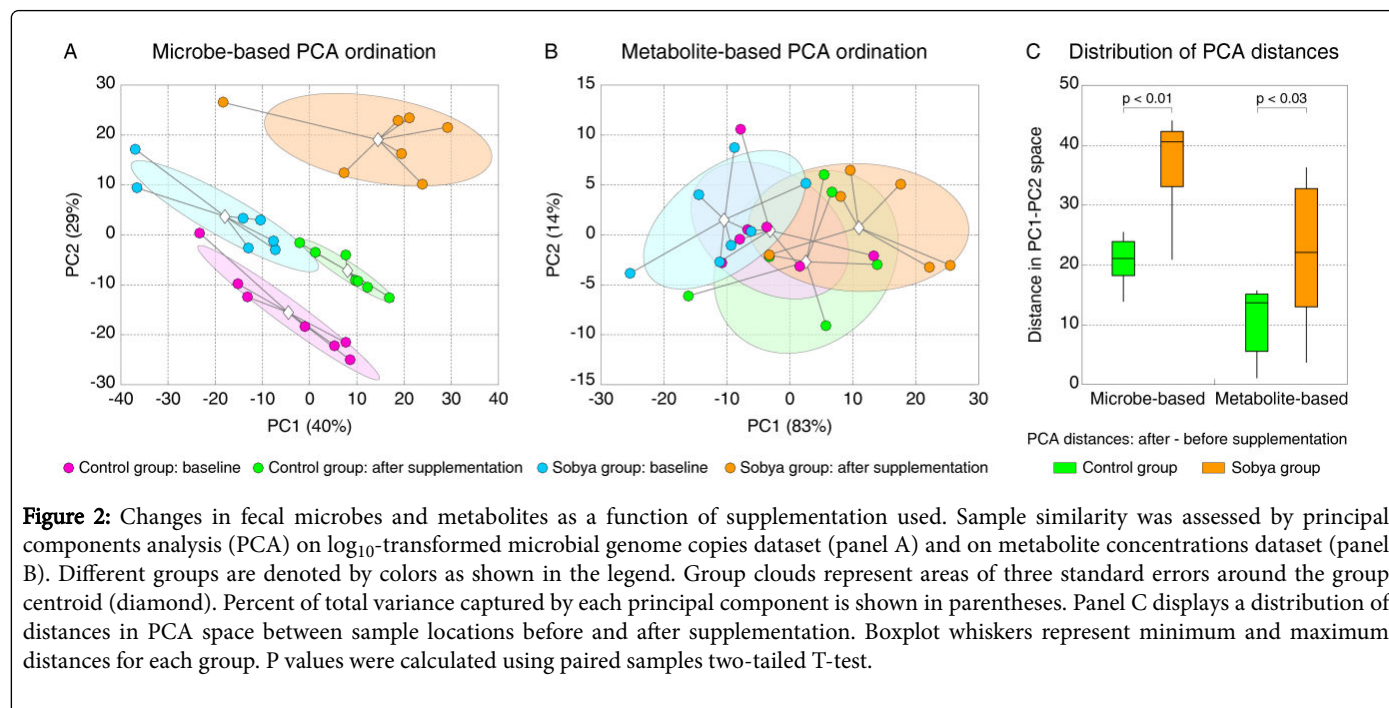 A Microbe-based PCA ordination
30
20
10
0
-10
-20
-30
PC2 (29%)
-40 -30 -20 -10 0 10 20 30 40
PC1 (40%)
B Metabolite-based PCA ordination
15
10
5
0
-5
-10
-15
PC2 (14%)
-30 -20 -10 0 10 20 30
PC1 (83%)
C Distribution of PCA distances
50
40
30
20
10
0
Distance in PC1-PC2 space
p < 0.01 p < 0.03
Microbe-based Metabolite-based
PCA distances: after - before supplementation
Control group Sobya group
Control group: baseline Control group: after supplementation Sobya group: baseline Sobya group: after supplementation
Figure 2: Changes in fecal microbes and metabolites as a function of supplementation used. Sample similarity was assessed by principal
components analysis (PCA) on log₁₀-transformed microbial genome copies dataset (panel A) and on metabolite concentrations dataset (panel
B). Different groups are denoted by colors as shown in the legend. Group clouds represent areas of three standard errors around the group
centroid (diamond). Percent of total variance captured by each principal component is shown in parentheses. Panel C displays a distribution of
distances in PCA space between sample locations before and after supplementation. Boxplot whiskers represent minimum and maximum
distances for each group. P values were calculated using paired samples two-tailed T-test.